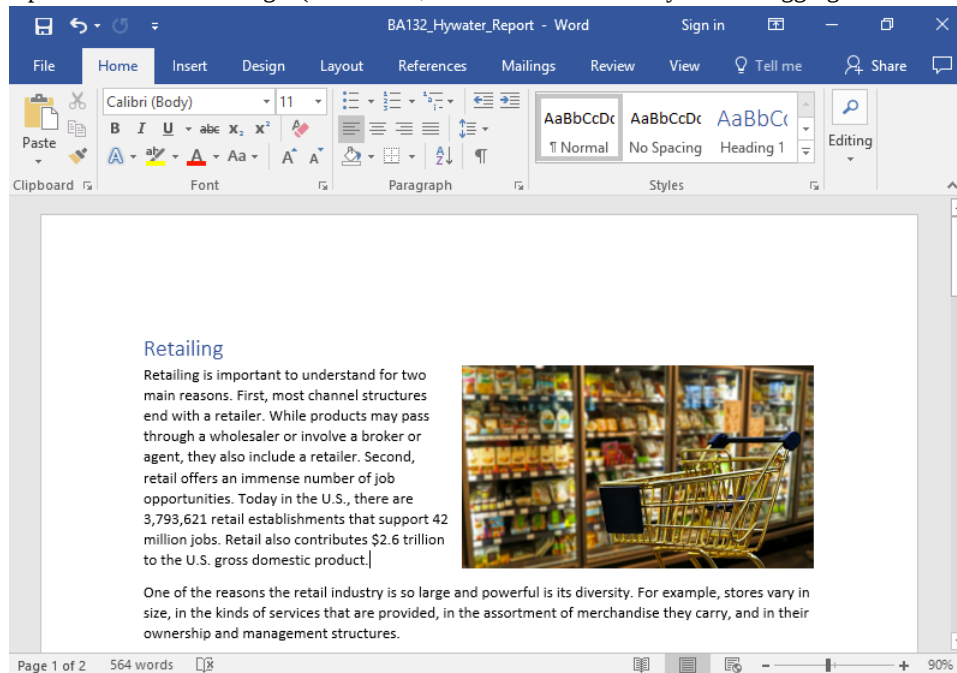 BA132_Hywater_Report - Word
Sign in
File Home Insert Design Layout References Mailings Review View Tell me Share
Calibri (Body) 11
AaBbCcDc AaBbCcDc AaBbCc
Paste
B I U abc X₂ X²
¶ Normal No Spacing Heading 1
Editing
A aby A Aa A A
Clipboard Font Paragraph Styles
Retailing
Retailing is important to understand for two
main reasons. First, most channel structures
end with a retailer. While products may pass
through a wholesaler or involve a broker or
agent, they also include a retailer. Second,
retail offers an immense number of job
opportunities. Today in the U.S., there are
3,793,621 retail establishments that support 42
million jobs. Retail also contributes $2.6 trillion
to the U.S. gross domestic product.
One of the reasons the retail industry is so large and powerful is its diversity. For example, stores vary in
size, in the kinds of services that are provided, in the assortment of merchandise they carry, and in their
ownership and management structures.
Page 1 of 2 564 words 90%